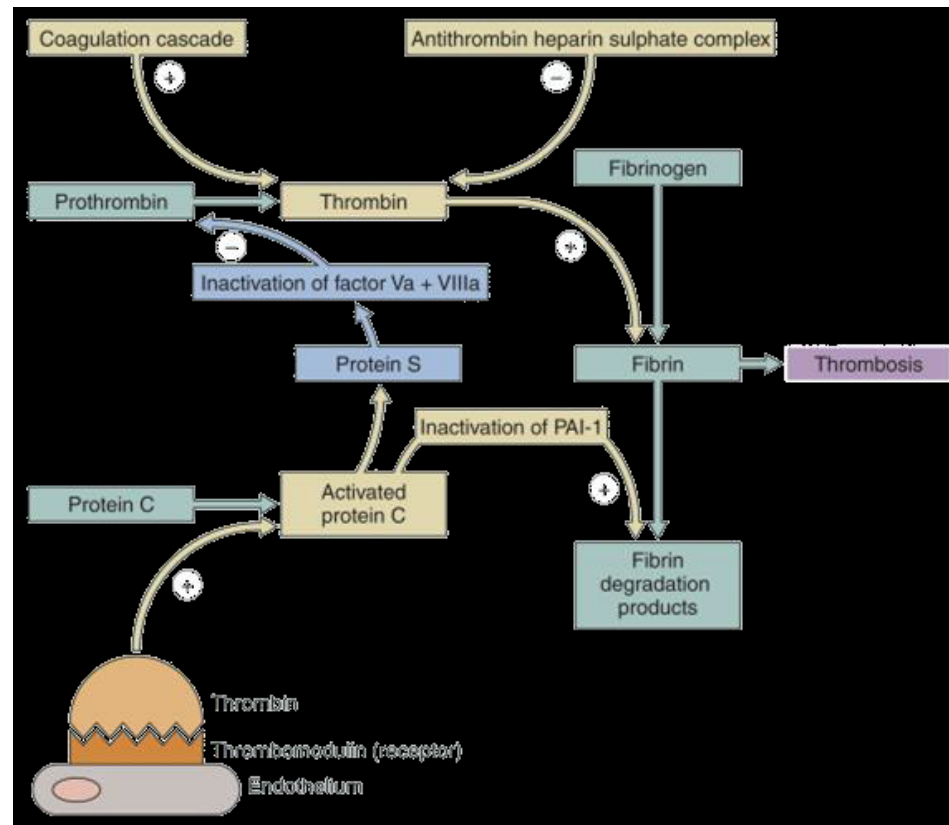 Coagulation cascade
Antithrombin heparin sulphate complex
+
−
Fibrinogen
Prothrombin
Thrombin
−
+
Inactivation of factor Va + VIIIa
Protein S
Fibrin
Thrombosis
Inactivation of PAI-1
Protein C
Activated
protein C
+
Fibrin
degradation
products
+
Thrombin
Thrombomodulin (receptor)
Endothelium